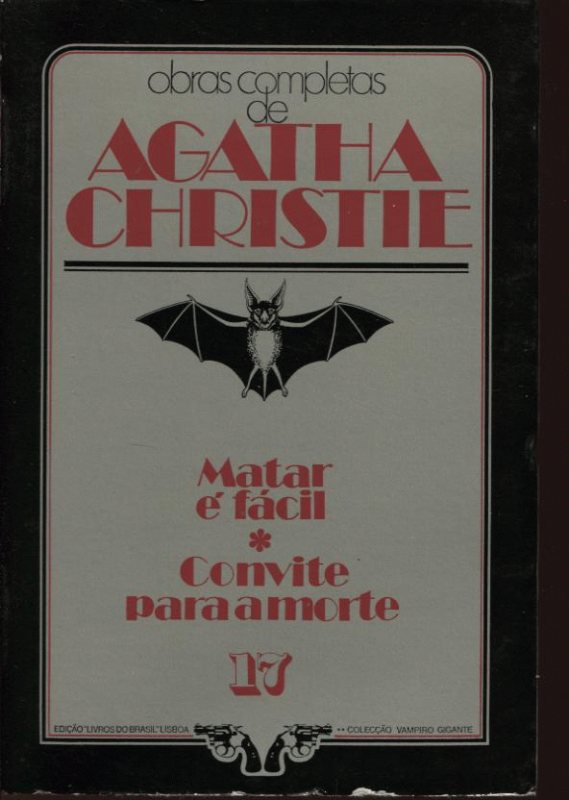 obras completas
de
AGATHA
CHRISTIE
Matar
é fácil
*
Convite
para a morte
17
EDIÇÃO "LIVROS DO BRASIL" LISBOA
•• COLECÇÃO VAMPIRO GIGANTE